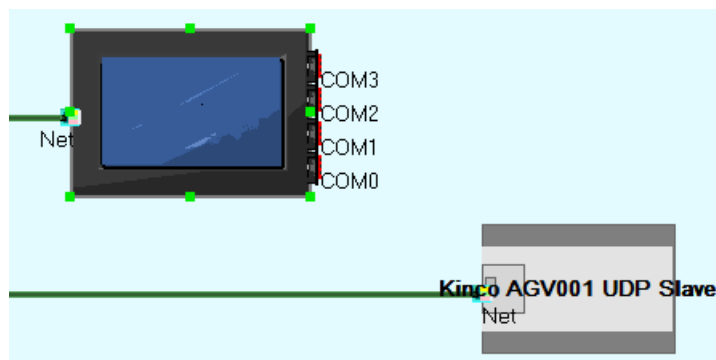 COM3
COM2
Net
COM1
COM0
Kinco AGV001 UDP Slave
Net